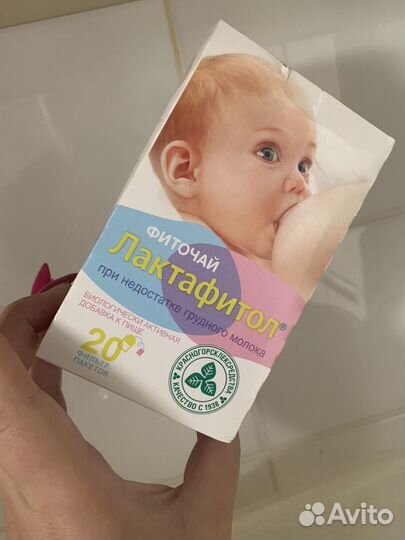 ФИТОЧАЙ
Лактафитол®
при недостатке грудного молока
БИОЛОГИЧЕСКИ АКТИВНАЯ
ДОБАВКА К ПИЩЕ
20
ФИЛЬТР-
ПАКЕТОВ
КРАСНОГОРСКЛЕКСРЕДСТВА
КАЧЕСТВО С 1938
Avito